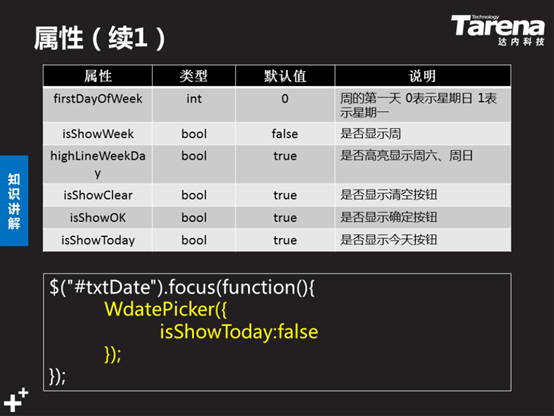 属性（续1）
Technology
Tarena
达内科技
属性 类型 默认值 说明
firstDayOfWeek int 0 周的第一天 0表示星期日 1表
示星期一
isShowWeek bool false 是否显示周
highLineWeekDa bool true 是否高亮显示周六、周日
y
isShowClear bool true 是否显示清空按钮
isShowOK bool true 是否显示确定按钮
isShowToday bool true 是否显示今天按钮
知识讲解
$("#txtDate").focus(function(){
WdatePicker({
isShowToday:false
});
});